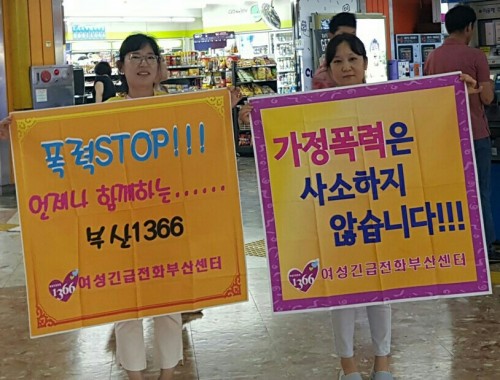 폭력STOP!!!
언제나 함께하는......
부산1366
1366 여성긴급전화부산센터
가정폭력은
사소하지
않습니다!!!
1366 여성긴급전화부산센터